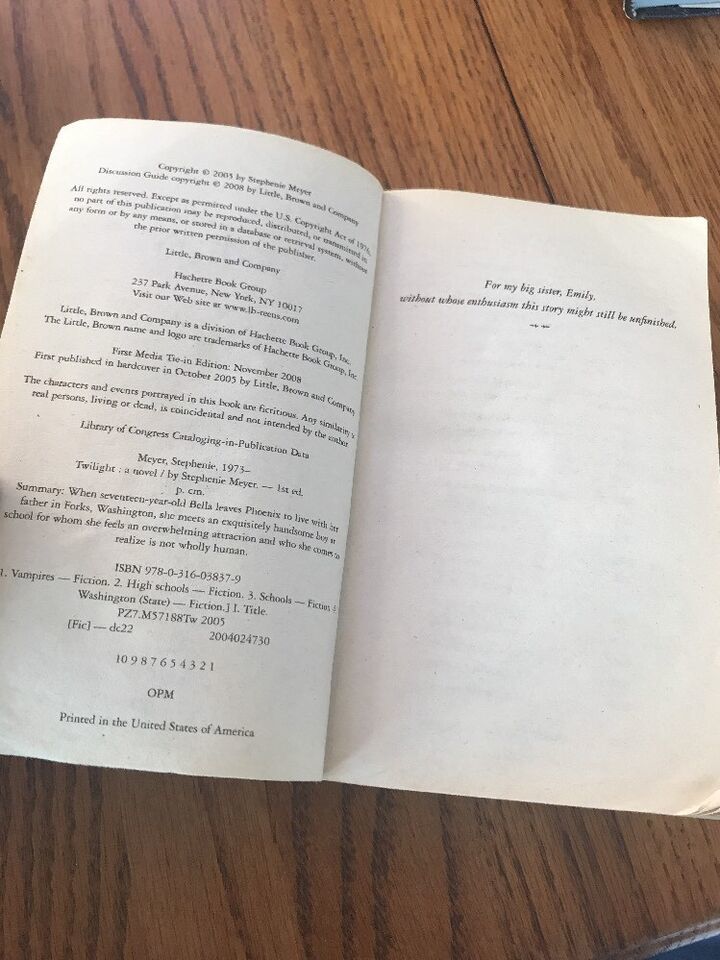 Copyright © 2005 by Stephenie Meyer
Discussion Guide copyright © 2008 by Little, Brown and Company
All rights reserved. Except as permitted under the U.S. Copyright Act of 1976,
no part of this publication may be reproduced, distributed, or transmitted in
any form or by any means, or stored in a database or retrieval system, without
the prior written permission of the publisher.
Little, Brown and Company
Hachette Book Group
237 Park Avenue, New York, NY 10017
Visit our Web site at www.lb-teens.com
Little, Brown and Company is a division of Hachette Book Group, Inc.
The Little, Brown name and logo are trademarks of Hachette Book Group, Inc.
First Media Tie-in Edition: November 2008
First published in hardcover in October 2005 by Little, Brown and Company
The characters and events portrayed in this book are fictitious. Any similarity
real persons, living or dead, is coincidental and not intended by the author.
Library of Congress Cataloging-in-Publication Data
Meyer, Stephenie, 1973–
Twilight : a novel / by Stephenie Meyer. — 1st ed.
p. cm.
Summary: When seventeen-year-old Bella leaves Phoenix to live with her
father in Forks, Washington, she meets an exquisitely handsome boy at
school for whom she feels an overwhelming attraction and who she comes to
realize is not wholly human.
ISBN 978-0-316-03837-9
1. Vampires — Fiction. 2. High schools — Fiction. 3. Schools — Fiction
Washington (State) — Fiction.] I. Title.
PZ7.M57188Tw 2005
[Fic] — dc22 2004024730
10 9 8 7 6 5 4 3 2 1
OPM
Printed in the United States of America
For my big sister, Emily,
without whose enthusiasm this story might still be unfinished.